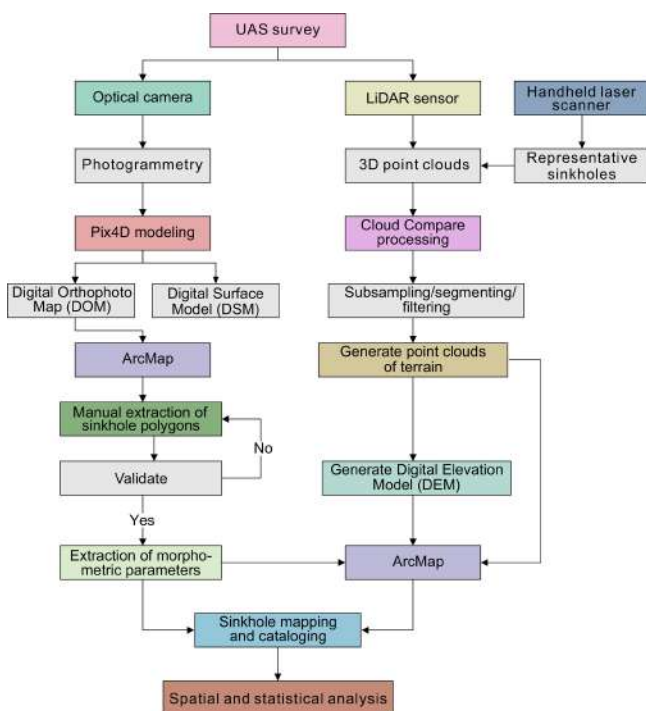 UAS survey
Optical camera
LiDAR sensor
Handheld laser
scanner
Photogrammetry
3D point clouds
Representative
sinkholes
Pix4D modeling
Cloud Compare
processing
Digital Orthophoto
Map (DOM)
Digital Surface
Model (DSM)
Subsampling/segmenting/
filtering
ArcMap
Generate point clouds
of terrain
Manual extraction of
sinkhole polygons
No
Validate
Generate Digital Elevation
Model (DEM)
Yes
Extraction of morpho-
metric parameters
ArcMap
Sinkhole mapping
and cataloging
Spatial and statistical analysis